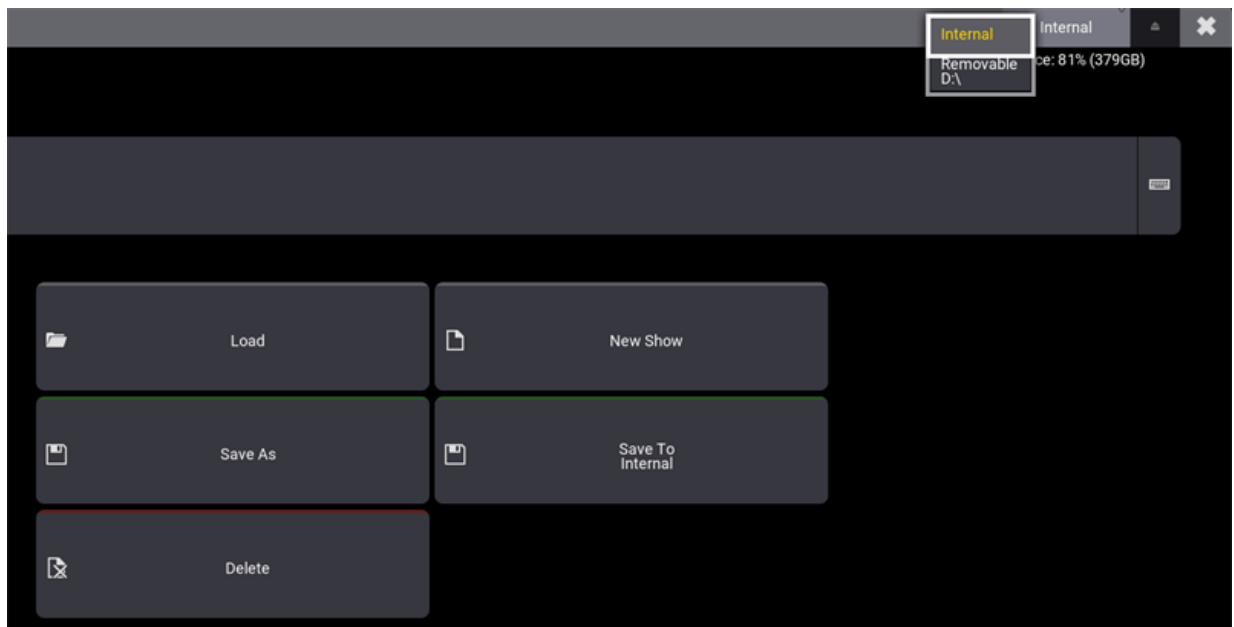 Internal
Internal
Removable
D:\
ce: 81% (379GB)
Load
New Show
Save As
Save To
Internal
Delete